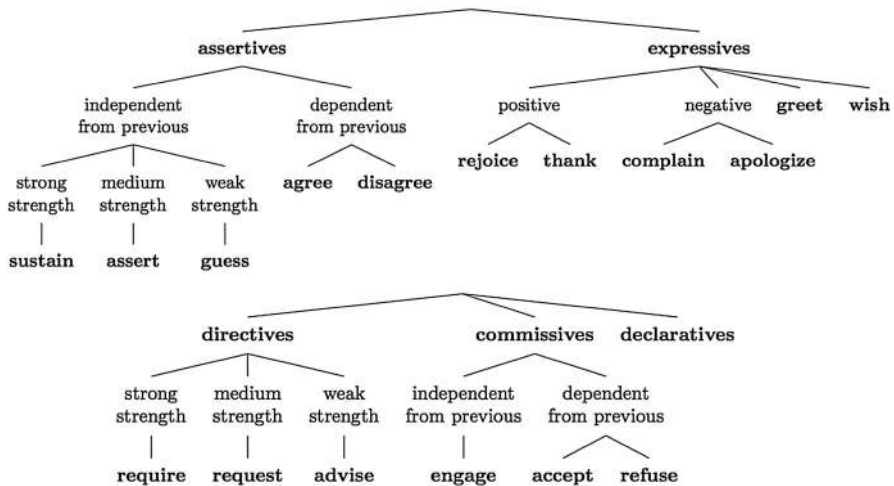 assertives expressives
independent dependent positive negative greet wish
from previous from previous
rejoice thank complain apologize
strong medium weak agree disagree
strength strength strength
sustain assert guess
directives commissives declaratives
strong medium weak independent dependent
strength strength strength from previous from previous
require request advise engage accept refuse